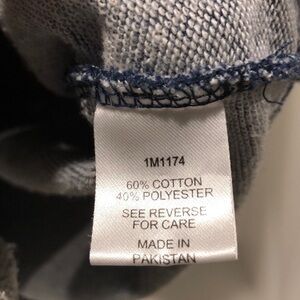 1M1174
60% COTTON
40% POLYESTER
SEE REVERSE
FOR CARE
MADE IN
PAKISTAN